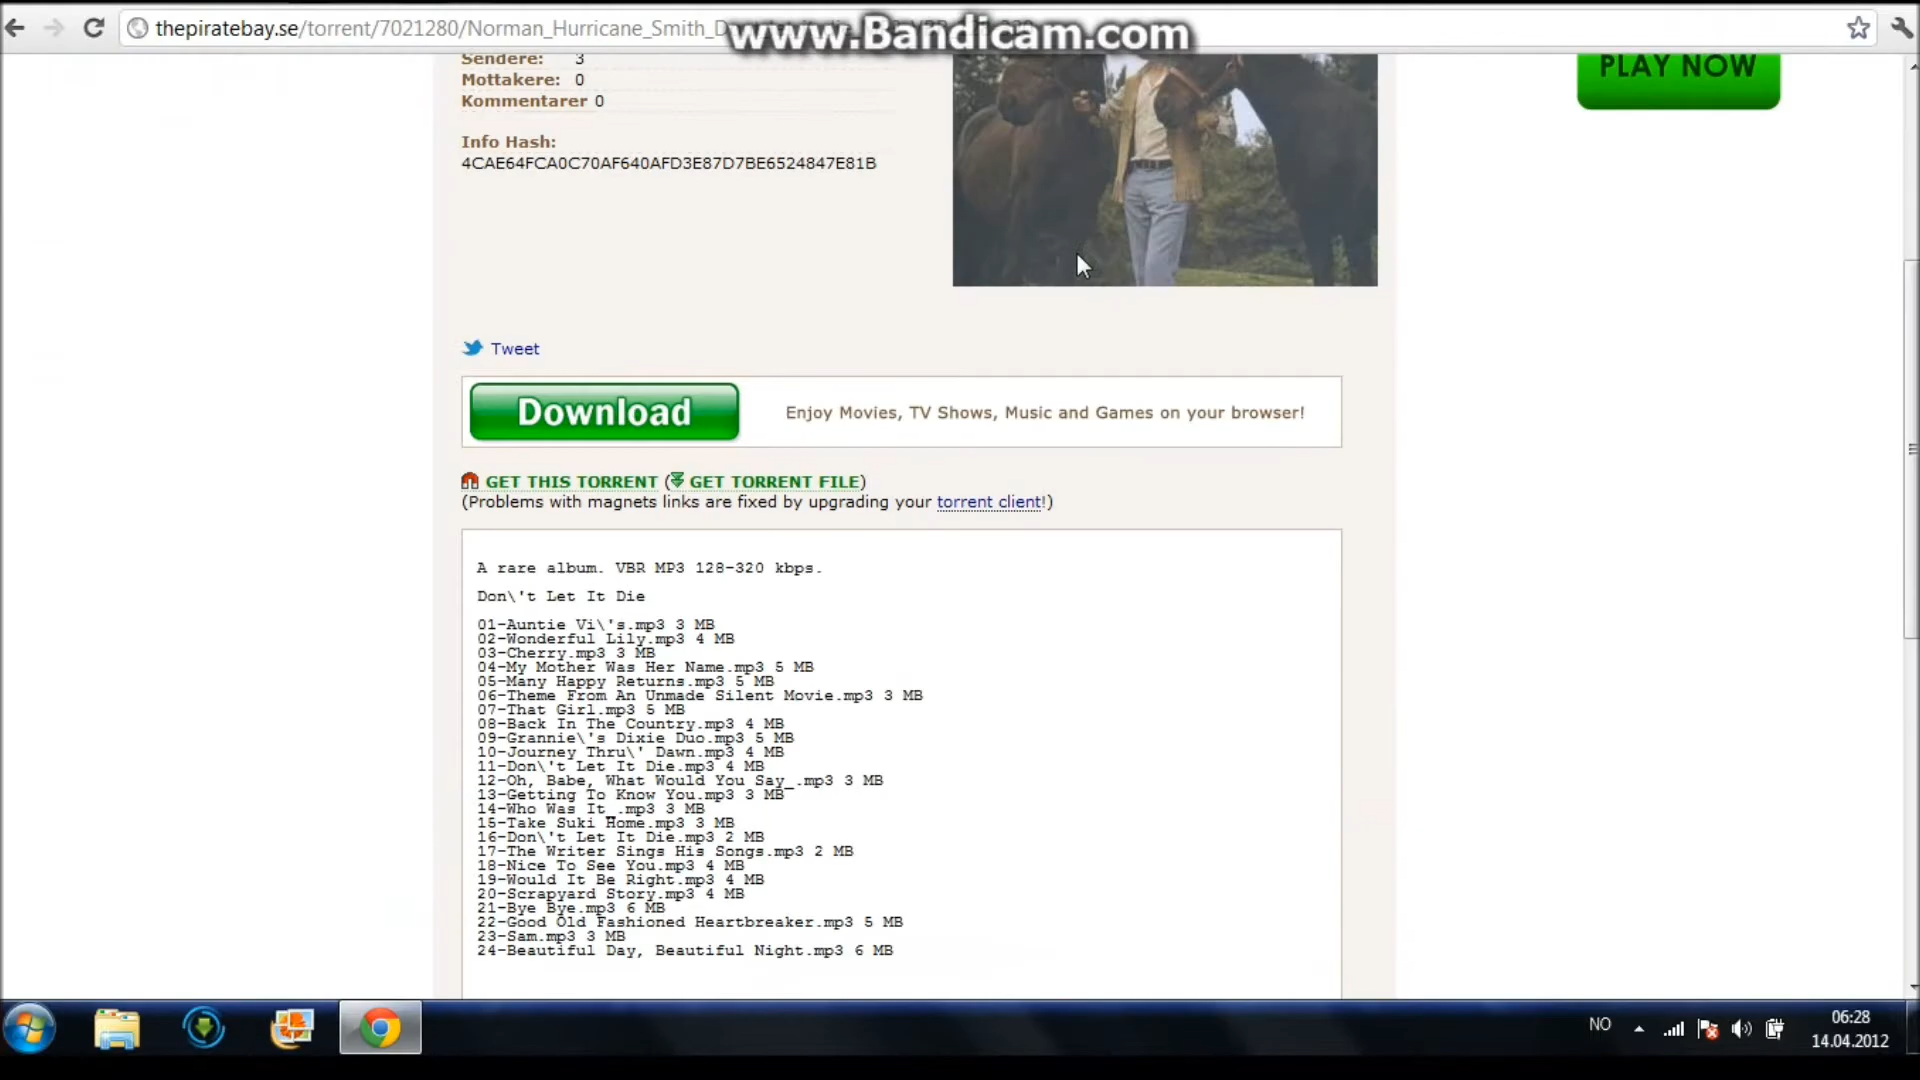 thepiratebay.se/torrent/7021280/Norman_Hurricane_Smith_D
www.Bandicam.com
Sendere: 3
Mottakere: 0
Kommentarer 0
Info Hash:
4CAE64FCA0C70AF640AFD3E87D7BE6524847E81B
PLAY NOW
Tweet
Download
Enjoy Movies, TV Shows, Music and Games on your browser!
GET THIS TORRENT (GET TORRENT FILE)
(Problems with magnets links are fixed by upgrading your torrent client!)
A rare album. VBR MP3 128-320 kbps.
Don\'t Let It Die
01-Auntie Vi\'s.mp3 3 MB
02-Wonderful Lily.mp3 4 MB
03-Cherry.mp3 3 MB
04-My Mother Was Her Name.mp3 5 MB
05-Many Happy Returns.mp3 5 MB
06-Theme From An Unmade Silent Movie.mp3 3 MB
07-That Girl.mp3 5 MB
08-Back In The Country.mp3 4 MB
09-Grannie\'s Dixie Duo.mp3 5 MB
10-Journey Thru\' Dawn.mp3 4 MB
11-Don\'t Let It Die.mp3 4 MB
12-Oh, Babe, What Would You Say_.mp3 3 MB
13-Getting To Know You.mp3 3 MB
14-Who Was It_.mp3 3 MB
15-Take Suki Home.mp3 3 MB
16-Don\'t Let It Die.mp3 2 MB
17-The Writer Sings His Songs.mp3 2 MB
18-Nice To See You.mp3 4 MB
19-Would It Be Right.mp3 4 MB
20-Scrapyard Story.mp3 4 MB
21-Bye Bye.mp3 6 MB
22-Good Old Fashioned Heartbreaker.mp3 5 MB
23-Sam.mp3 3 MB
24-Beautiful Day, Beautiful Night.mp3 6 MB
NO
06:28
14.04.2012